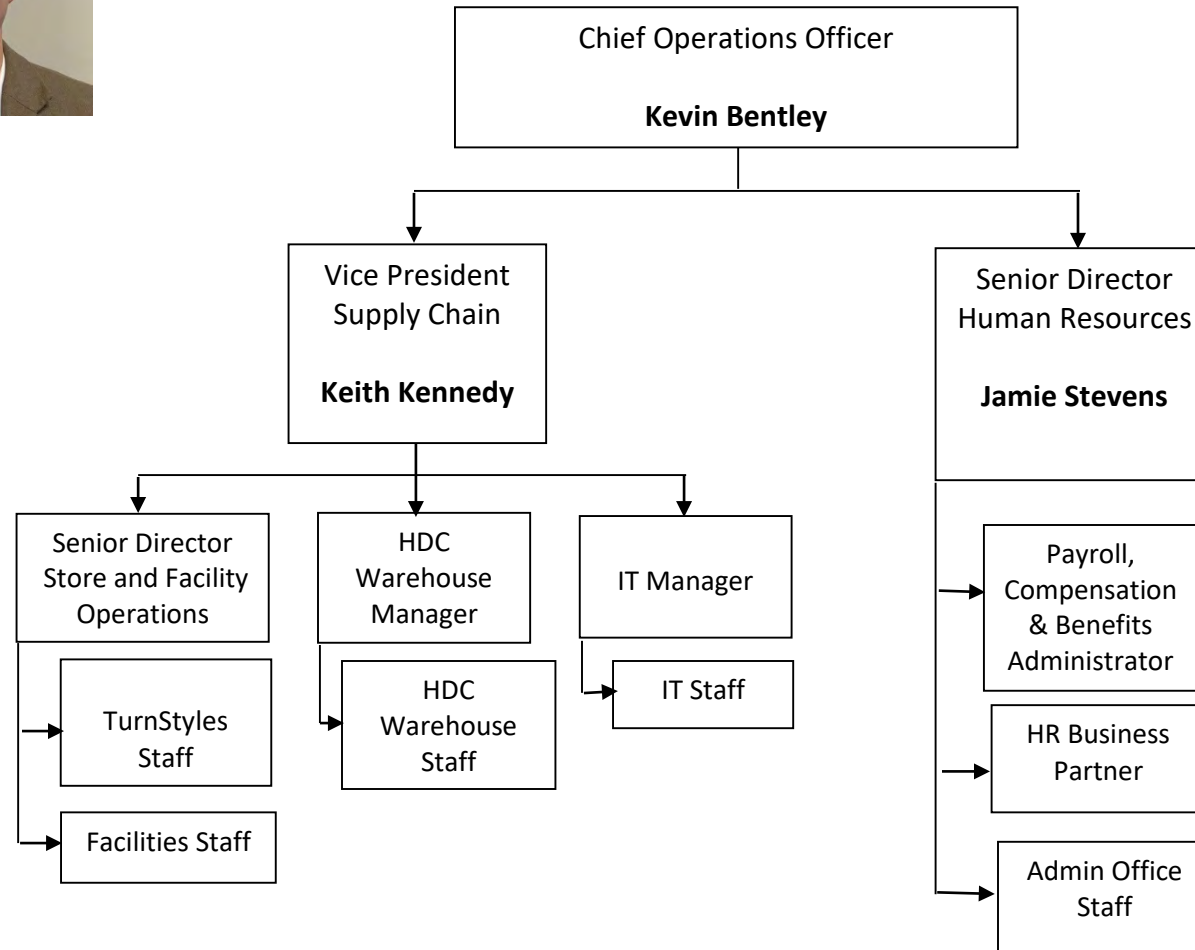 Chief Operations Officer
Kevin Bentley
Vice President
Supply Chain
Keith Kennedy
Senior Director
Human Resources
Jamie Stevens
Senior Director
Store and Facility
Operations
HDC
Warehouse
Manager
IT Manager
TurnStyles
Staff
Facilities Staff
HDC
Warehouse
Staff
IT Staff
Payroll,
Compensation
& Benefits
Administrator
HR Business
Partner
Admin Office
Staff